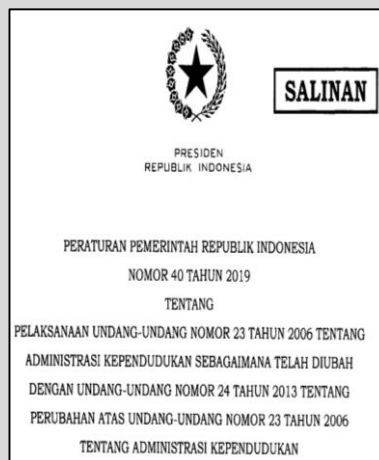 SALINAN
PRESIDEN
REPUBLIK INDONESIA
PERATURAN PEMERINTAH REPUBLIK INDONESIA
NOMOR 40 TAHUN 2019
TENTANG
PELAKSANAAN UNDANG-UNDANG NOMOR 23 TAHUN 2006 TENTANG
ADMINISTRASI KEPENDUDUKAN SEBAGAIMANA TELAH DIUBAH
DENGAN UNDANG-UNDANG NOMOR 24 TAHUN 2013 TENTANG
PERUBAHAN ATAS UNDANG-UNDANG NOMOR 23 TAHUN 2006
TENTANG ADMINISTRASI KEPENDUDUKAN